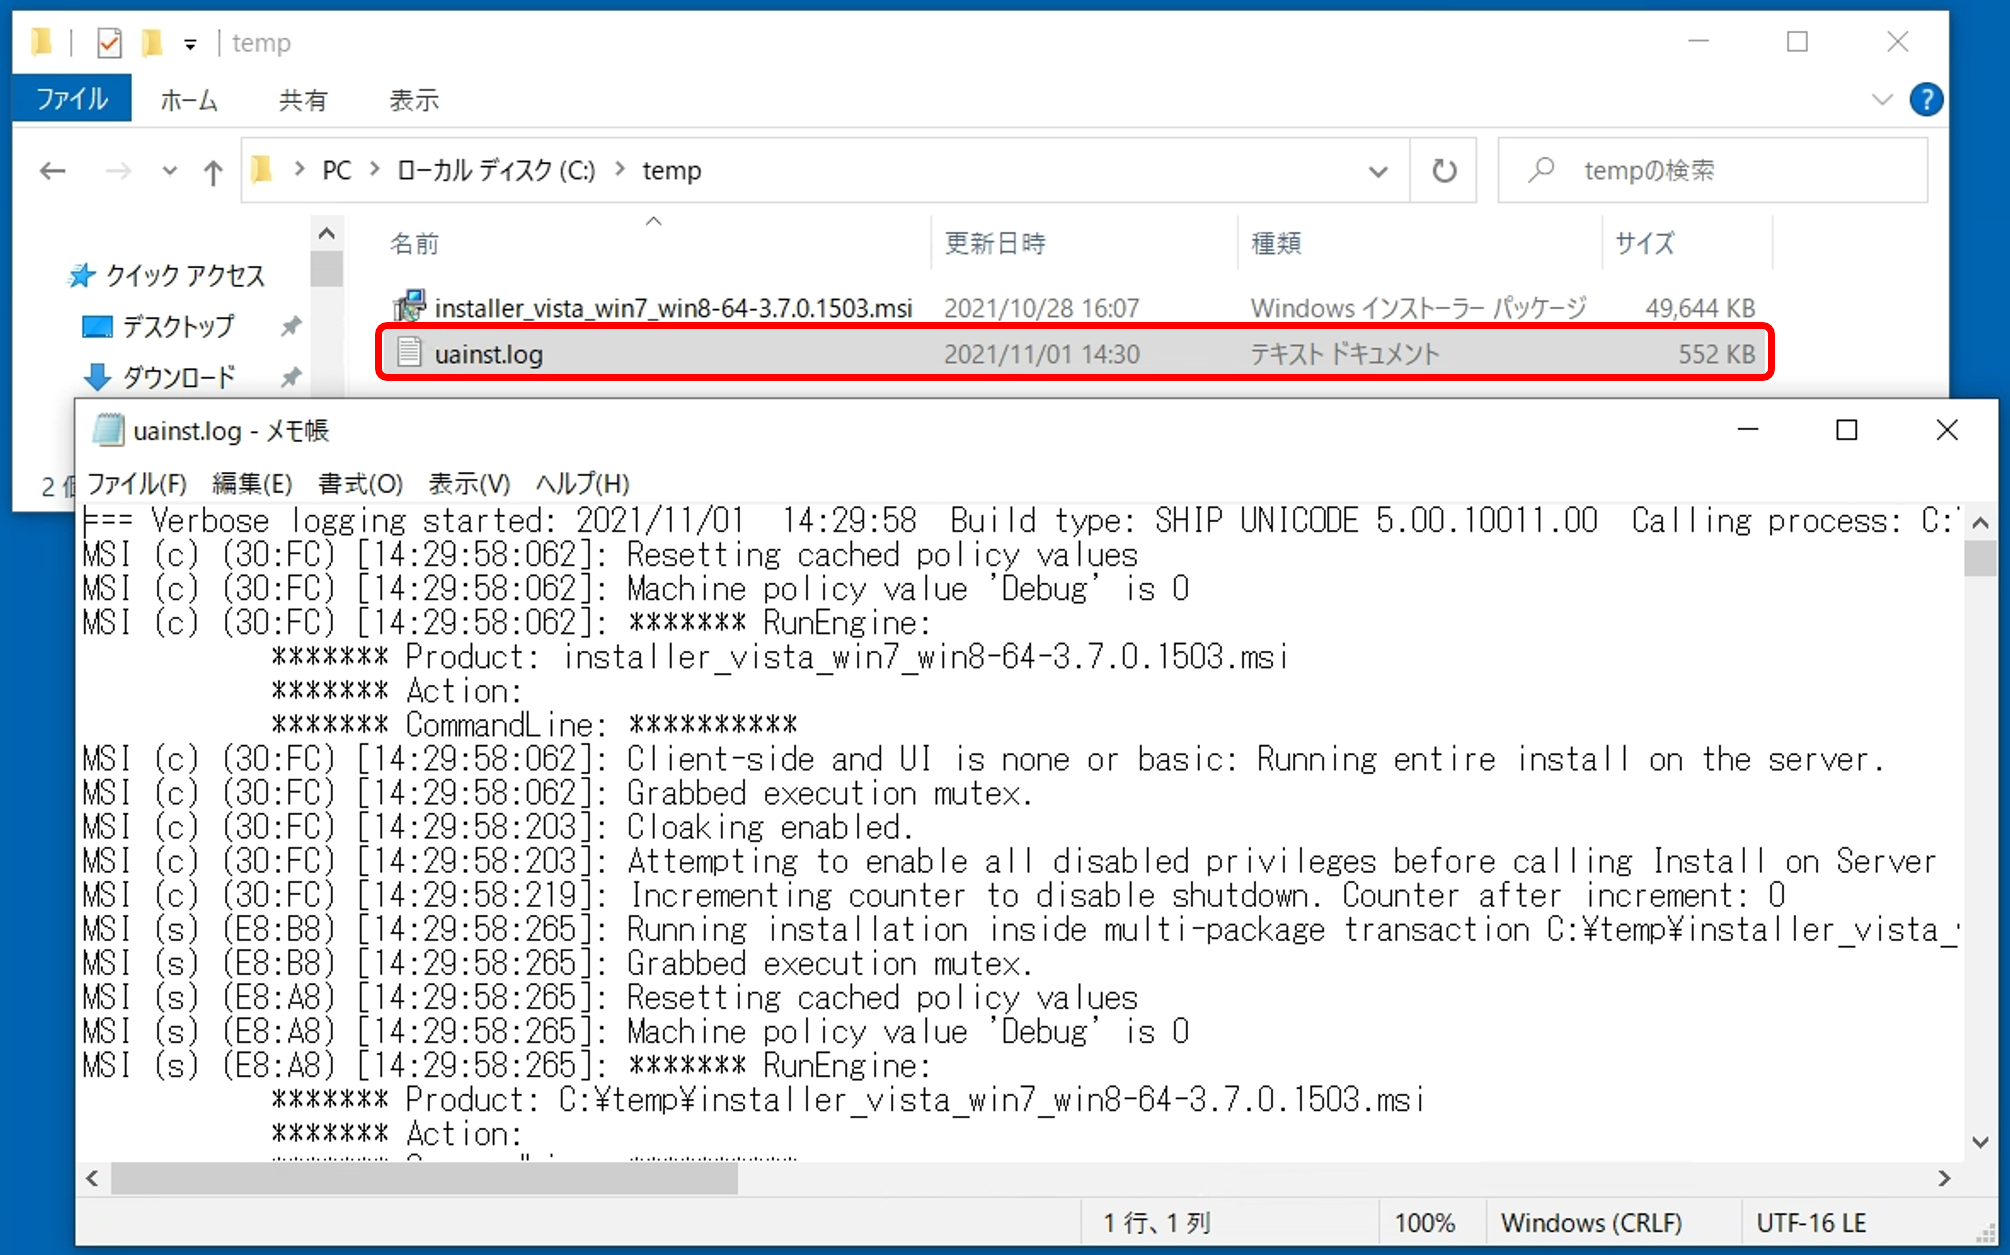 temp
ファイル ホーム 共有 表示
PC ローカル ディスク (C:) temp tempの検索
名前 更新日時 種類 サイズ
クイック アクセス
installer_vista_win7_win8-64-3.7.0.1503.msi 2021/10/28 16:07 Windows インストーラー パッケージ 49,644 KB
デスクトップ
uainst.log 2021/11/01 14:30 テキスト ドキュメント 552 KB
ダウンロード
uainst.log - メモ帳
2 個
ファイル(F) 編集(E) 書式(O) 表示(V) ヘルプ(H)
=== Verbose logging started: 2021/11/01  14:29:58  Build type: SHIP UNICODE 5.00.10011.00  Calling process: C:
MSI (c) (30:FC) [14:29:58:062]: Resetting cached policy values
MSI (c) (30:FC) [14:29:58:062]: Machine policy value 'Debug' is 0
MSI (c) (30:FC) [14:29:58:062]: ******* RunEngine:
******* Product: installer_vista_win7_win8-64-3.7.0.1503.msi
******* Action:
******* CommandLine: **********
MSI (c) (30:FC) [14:29:58:062]: Client-side and UI is none or basic: Running entire install on the server.
MSI (c) (30:FC) [14:29:58:062]: Grabbed execution mutex.
MSI (c) (30:FC) [14:29:58:203]: Cloaking enabled.
MSI (c) (30:FC) [14:29:58:203]: Attempting to enable all disabled privileges before calling Install on Server
MSI (c) (30:FC) [14:29:58:219]: Incrementing counter to disable shutdown. Counter after increment: 0
MSI (s) (E8:B8) [14:29:58:265]: Running installation inside multi-package transaction C:¥temp¥installer_vista_
MSI (s) (E8:B8) [14:29:58:265]: Grabbed execution mutex.
MSI (s) (E8:A8) [14:29:58:265]: Resetting cached policy values
MSI (s) (E8:A8) [14:29:58:265]: Machine policy value 'Debug' is 0
MSI (s) (E8:A8) [14:29:58:265]: ******* RunEngine:
******* Product: C:¥temp¥installer_vista_win7_win8-64-3.7.0.1503.msi
******* Action:
1 行、1 列 100% Windows (CRLF) UTF-16 LE